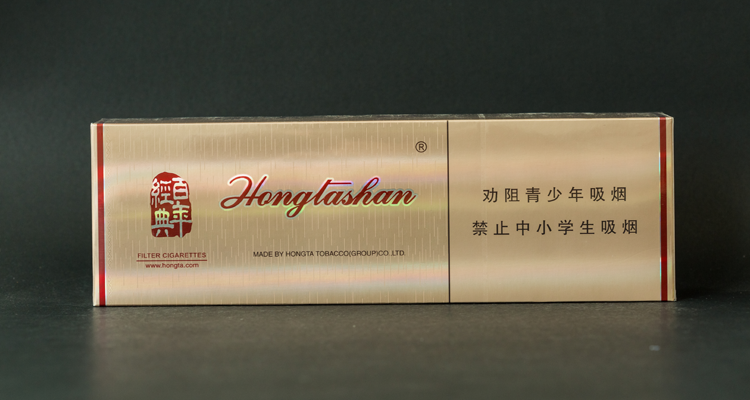 百年
經典
FILTER CIGARETTES
www.hongta.com
Hongtashan
®
MADE BY HONGTA TOBACCO(GROUP)CO.,LTD.
劝阻青少年吸烟
禁止中小学生吸烟